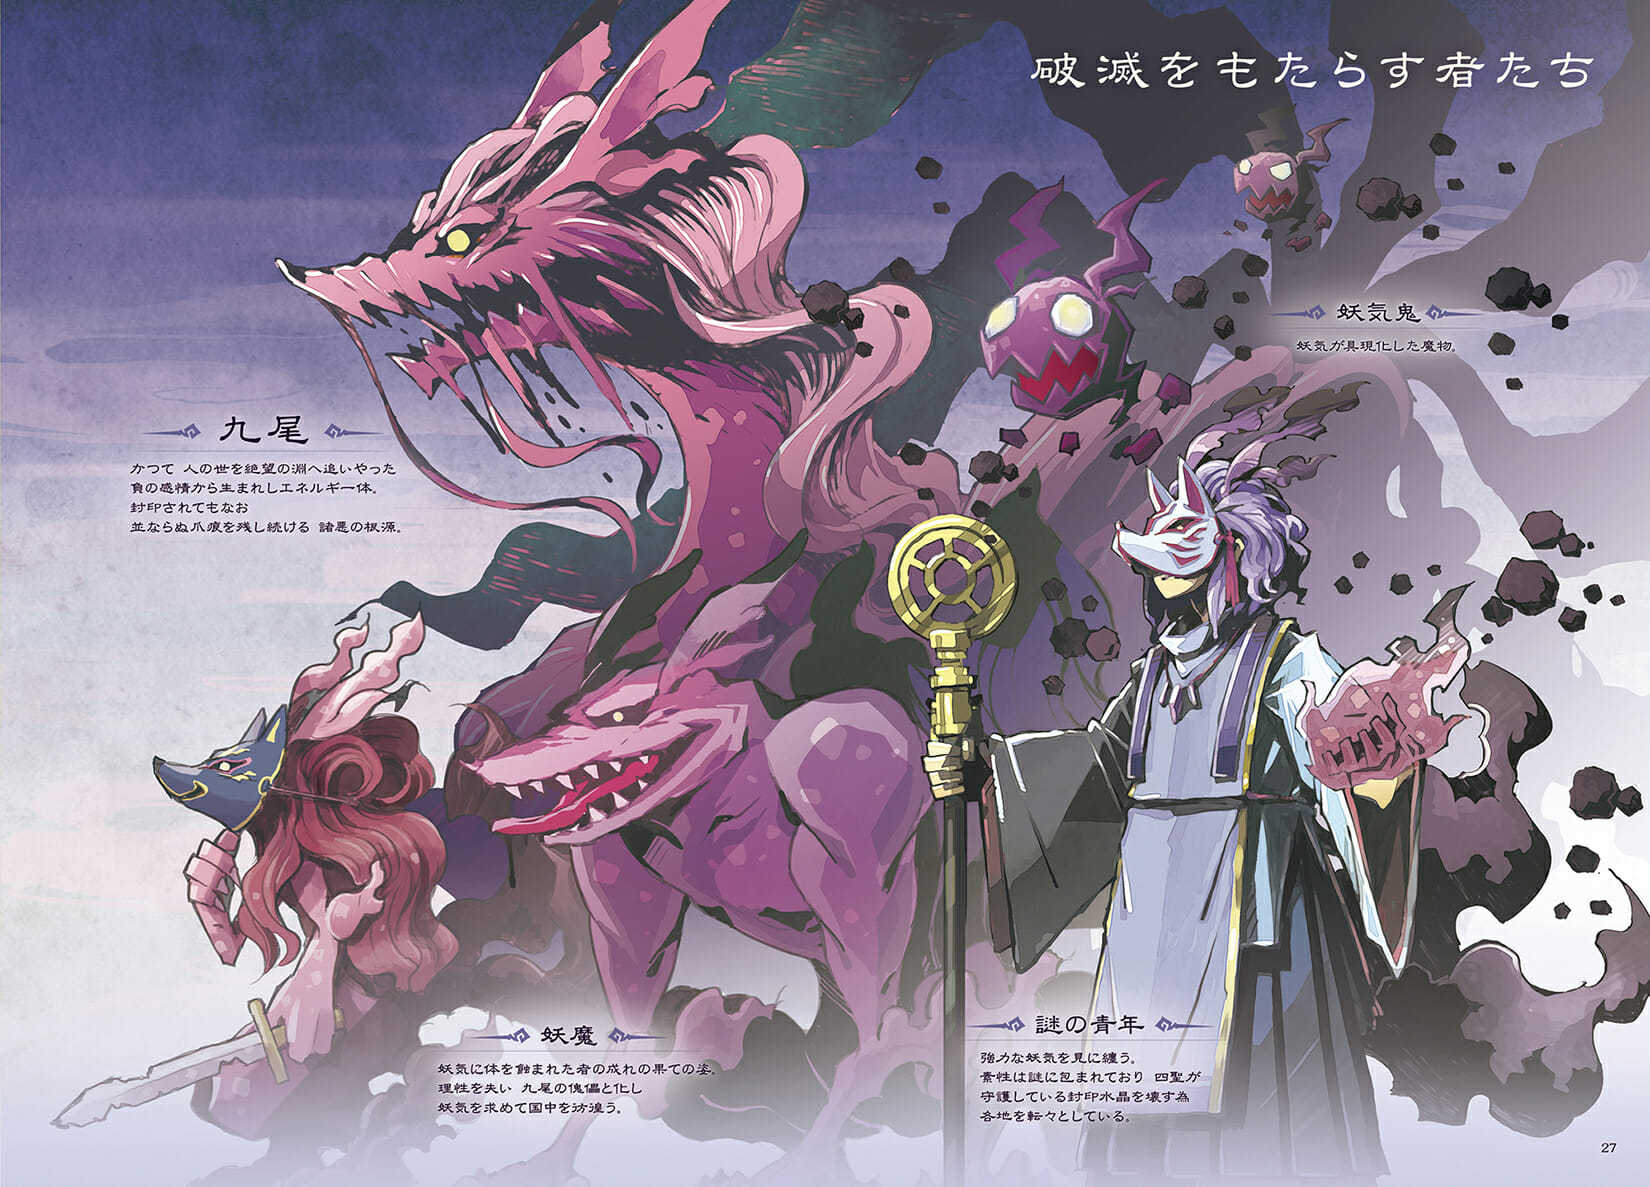 破滅をもたらす者たち
妖気鬼
妖気が具現化した魔物。
九尾
かつて 人の世を絶望の淵へ追いやった
負の感情から生まれしエネルギー体。
封印されてもなお
並ならぬ爪痕を残し続ける 諸悪の根源。
妖魔
妖気に体を蝕まれた者の成れの果ての姿。
理性を失い 九尾の傀儡と化し
妖気を求めて国中を彷徨う。
謎の青年
強力な妖気を見に纏う。
素性は謎に包まれており 四聖が
守護している封印水晶を壊す為
各地を転々としている。
27